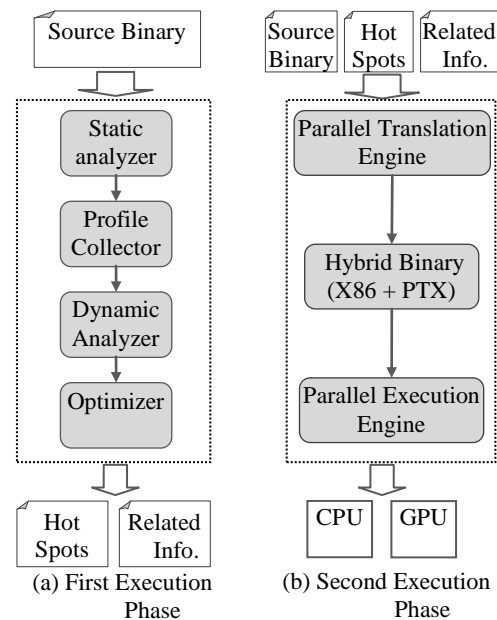 Source Binary
Static
analyzer
Profile
Collector
Dynamic
Analyzer
Optimizer
Hot
Spots
Related
Info.
(a) First Execution
Phase
Source
Binary
Hot
Spots
Related
Info.
Parallel Translation
Engine
Hybrid Binary
(X86 + PTX)
Parallel Execution
Engine
CPU
GPU
(b) Second Execution
Phase